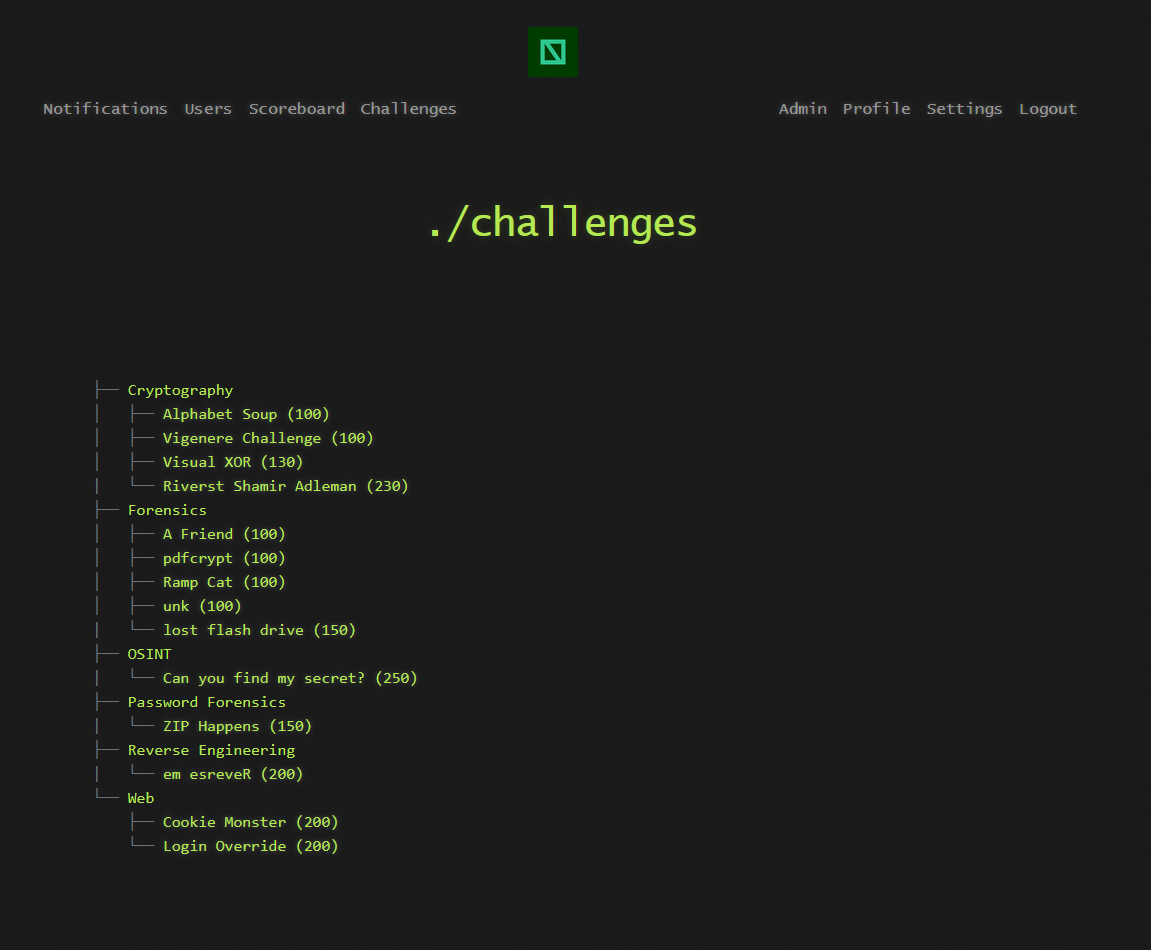 Notifications Users Scoreboard Challenges Admin Profile Settings Logout
./challenges
├── Cryptography
│   ├── Alphabet Soup (100)
│   ├── Vigenere Challenge (100)
│   ├── Visual XOR (130)
│   └── Riverst Shamir Adleman (230)
├── Forensics
│   ├── A Friend (100)
│   ├── pdfcrypt (100)
│   ├── Ramp Cat (100)
│   ├── unk (100)
│   └── lost flash drive (150)
├── OSINT
│   └── Can you find my secret? (250)
├── Password Forensics
│   └── ZIP Happens (150)
├── Reverse Engineering
│   └── em esreveR (200)
└── Web
    ├── Cookie Monster (200)
    └── Login Override (200)